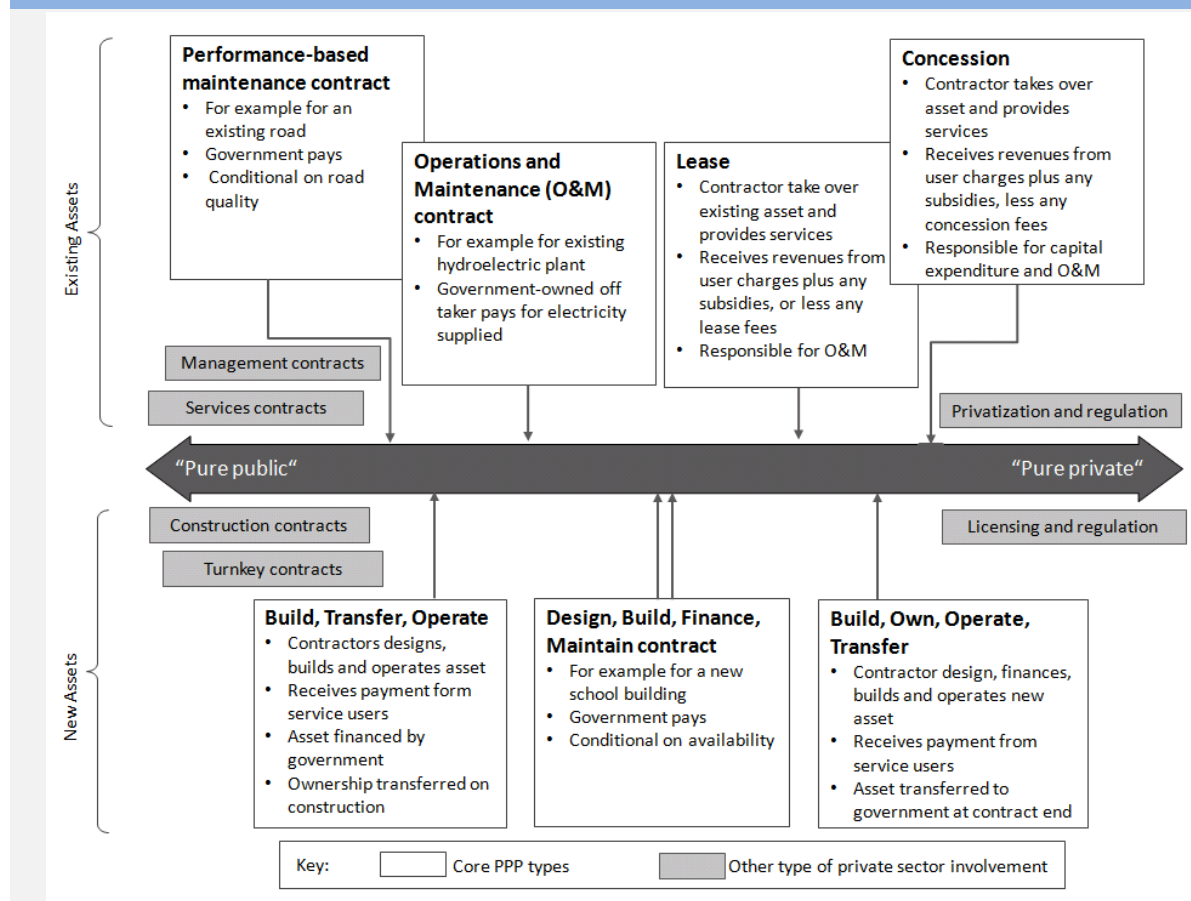 Existing Assets
Performance-based
maintenance contract
• For example for an
existing road
• Government pays
• Conditional on road
quality
Operations and
Maintenance (O&M)
contract
• For example for existing
hydroelectric plant
• Government-owned off
taker pays for electricity
supplied
Lease
• Contractor take over
existing asset and
provides services
• Receives revenues from
user charges plus any
subsidies, or less any
lease fees
• Responsible for O&M
Concession
• Contractor takes over
asset and provides
services
• Receives revenues from
user charges plus any
subsidies, less any
concession fees
• Responsible for capital
expenditure and O&M
Management contracts
Services contracts
Privatization and regulation
“Pure public“
“Pure private“
New Assets
Construction contracts
Turnkey contracts
Licensing and regulation
Build, Transfer, Operate
• Contractors designs,
builds and operates asset
• Receives payment form
service users
• Asset financed by
government
• Ownership transferred on
construction
Design, Build, Finance,
Maintain contract
• For example for a new
school building
• Government pays
• Conditional on availability
Build, Own, Operate,
Transfer
• Contractor design, finances,
builds and operates new
asset
• Receives payment from
service users
• Asset transferred to
government at contract end
Key:
Core PPP types
Other type of private sector involvement